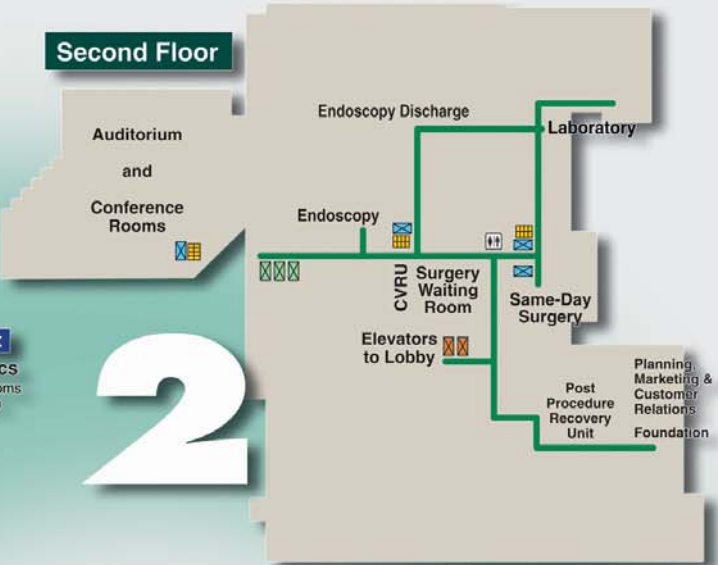 Second Floor
Auditorium
and
Conference
Rooms
Endoscopy Discharge
Laboratory
Endoscopy
CVRU
Surgery
Waiting
Room
Same-Day
Surgery
Elevators
to Lobby
Post
Procedure
Recovery
Unit
Planning,
Marketing &
Customer
Relations
Foundation
2